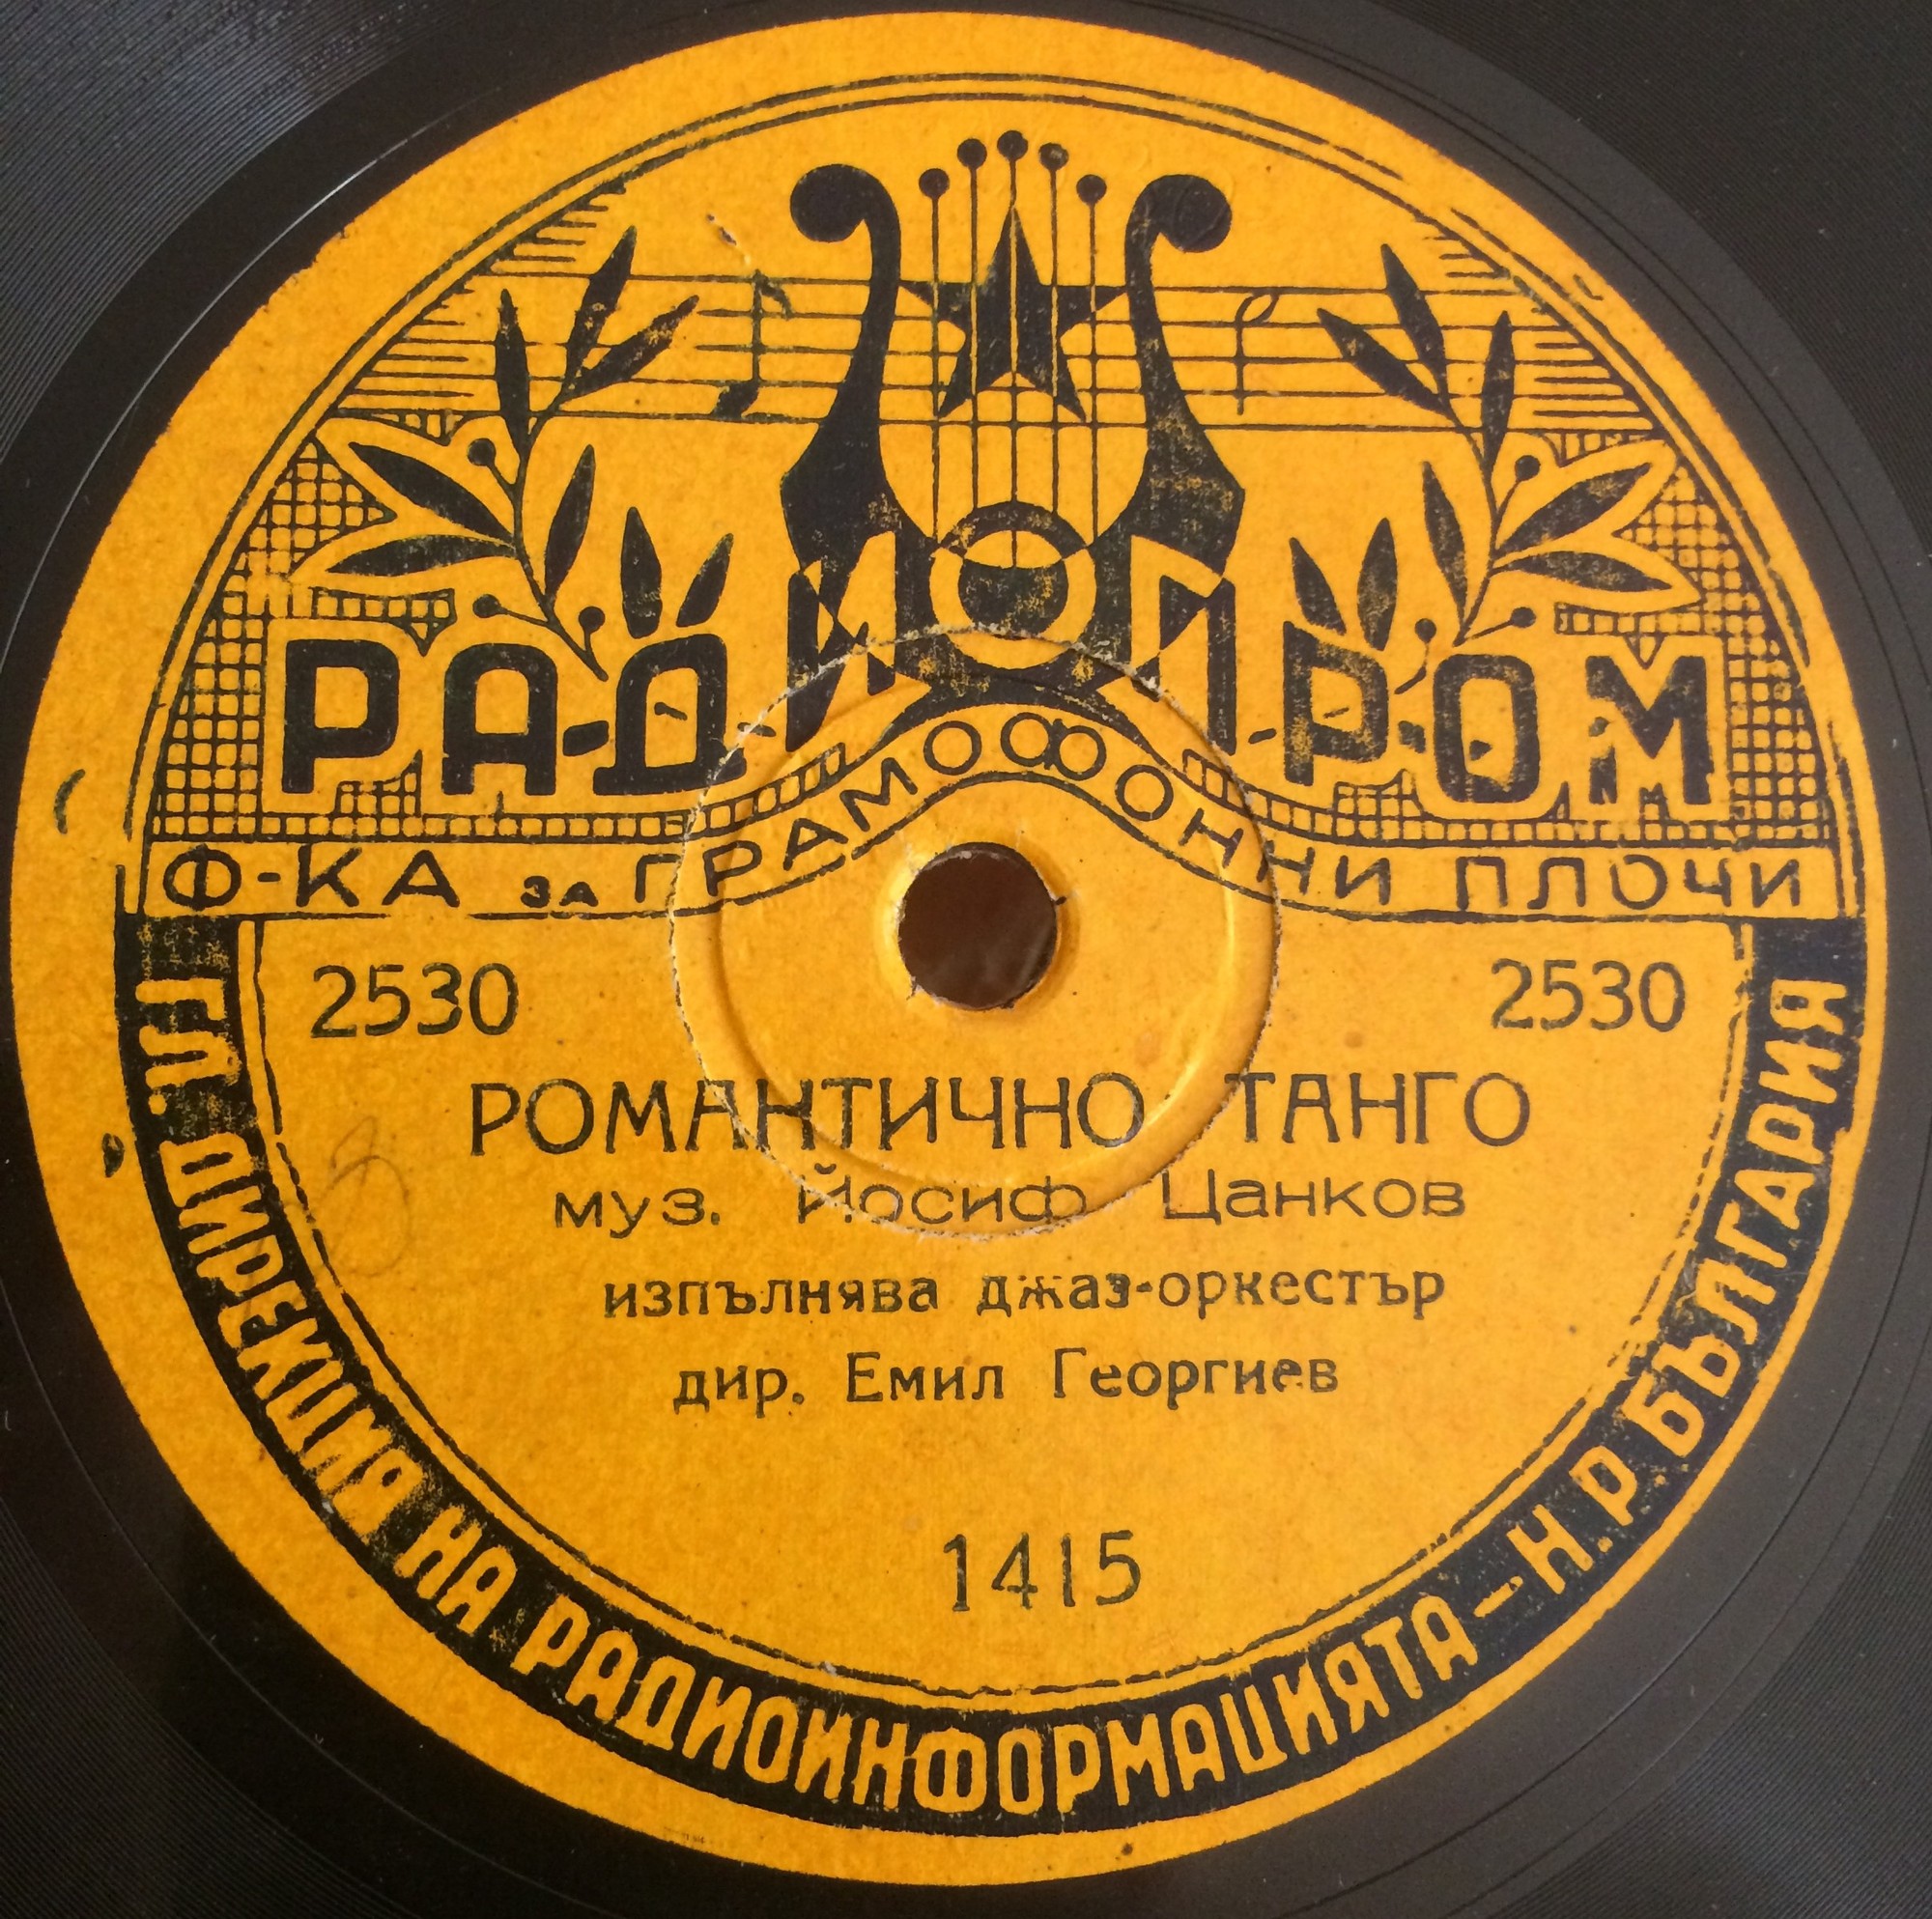 РАДИОПРОМ
Ф-КА ЗА ГРАМОФОННИ ПЛОЧИ
2530 2530
РОМАНТИЧНО ТАНГО
муз. Йосиф Цанков
изпълнява джаз-оркестър
дир. Емил Георгиев
1415
ГЛ. ДИРЕКЦИЯ НА РАДИОИНФОРМАЦИЯТА – Н.Р. БЪЛГАРИЯ